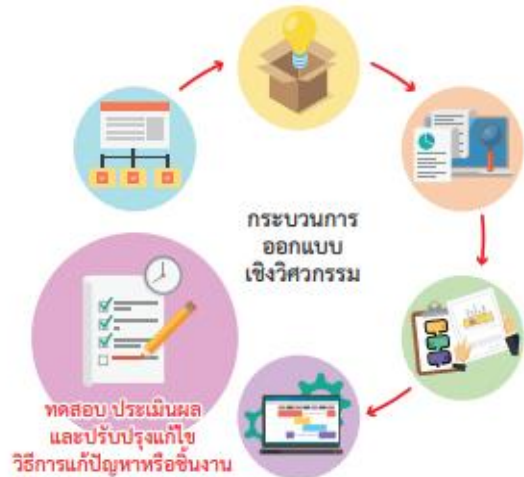 กระบวนการ
ออกแบบ
เชิงวิศวกรรม
ทดสอบ ประเมินผล
และปรับปรุงแก้ไข
วิธีการแก้ปัญหาหรือชิ้นงาน